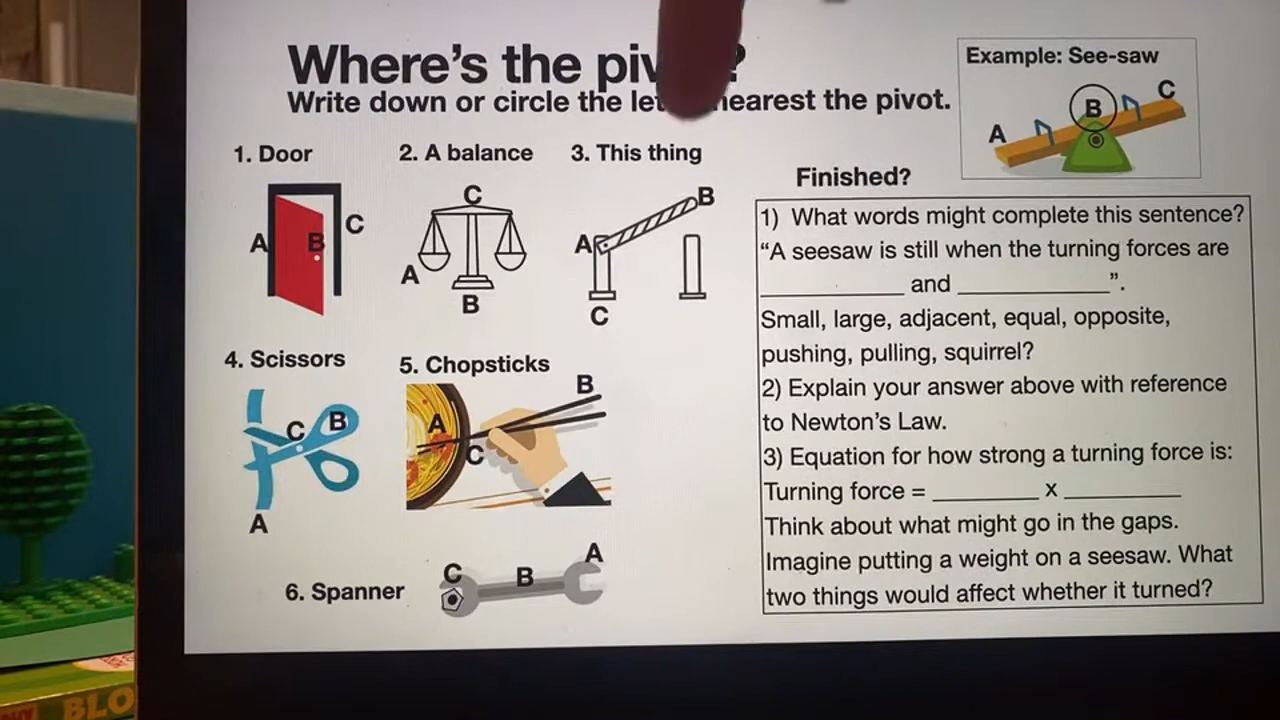 Where's the ?
Write down or circle the nearest the pivot.
Example: See-saw
A
B
C
1. Door
A
B
C
2. A balance
C
A
B
3. This thing
B
A
C
4. Scissors
C
B
A
5. Chopsticks
B
A
C
6. Spanner
C
B
A
Finished?
1) What words might complete this sentence?
“A seesaw is still when the turning forces are
____________ and ____________”.
Small, large, adjacent, equal, opposite,
pushing, pulling, squirrel?
2) Explain your answer above with reference
to Newton’s Law.
3) Equation for how strong a turning force is:
Turning force = _________ x __________
Think about what might go in the gaps.
Imagine putting a weight on a seesaw. What
two things would affect whether it turned?
BLO